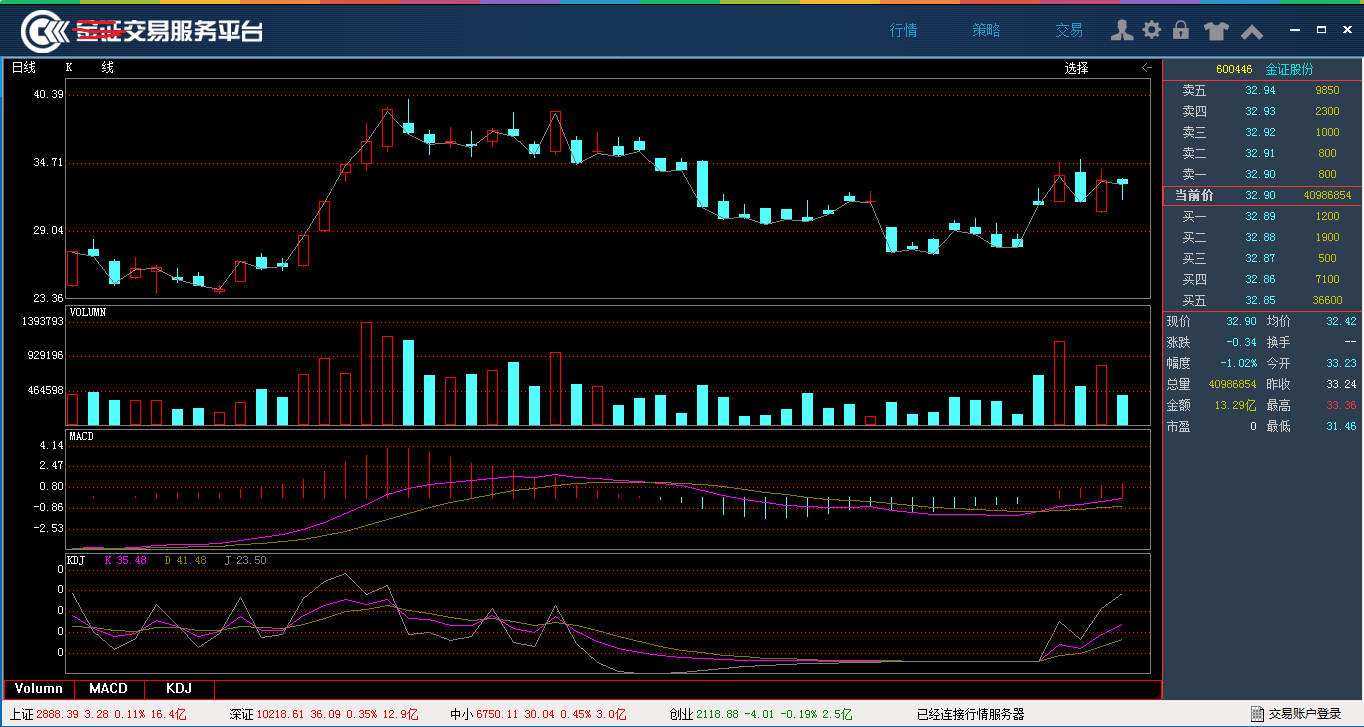 金证交易服务平台
行情 策略 交易
日线 K 线 选择
600446 金证股份
卖五 32.94 9850
卖四 32.93 2300
卖三 32.92 1000
卖二 32.91 800
卖一 32.90 800
当前价 32.90 40986854
买一 32.89 1200
买二 32.88 1900
买三 32.87 500
买四 32.86 7100
买五 32.85 36600
现价 32.90 均价 32.42
涨跌 -0.34 换手 --
幅度 -1.02% 今开 33.23
总量 40986854 昨收 33.24
金额 13.29亿 最高 33.36
市盈 0 最低 31.46
40.39
34.71
29.04
23.36
VOLUMN
1393793
929196
464598
MACD
4.14
2.47
0.80
-0.86
-2.53
KDJ K 35.48 D 41.48 J 23.50
0
0
0
0
0
Volumn MACD KDJ
上证 2888.39 3.28 0.11% 16.4亿 深证 10218.61 36.09 0.35% 12.9亿 中小 6750.11 30.04 0.45% 3.0亿 创业 2118.88 -4.01 -0.19% 2.5亿 已经连接行情服务器 交易账户登录